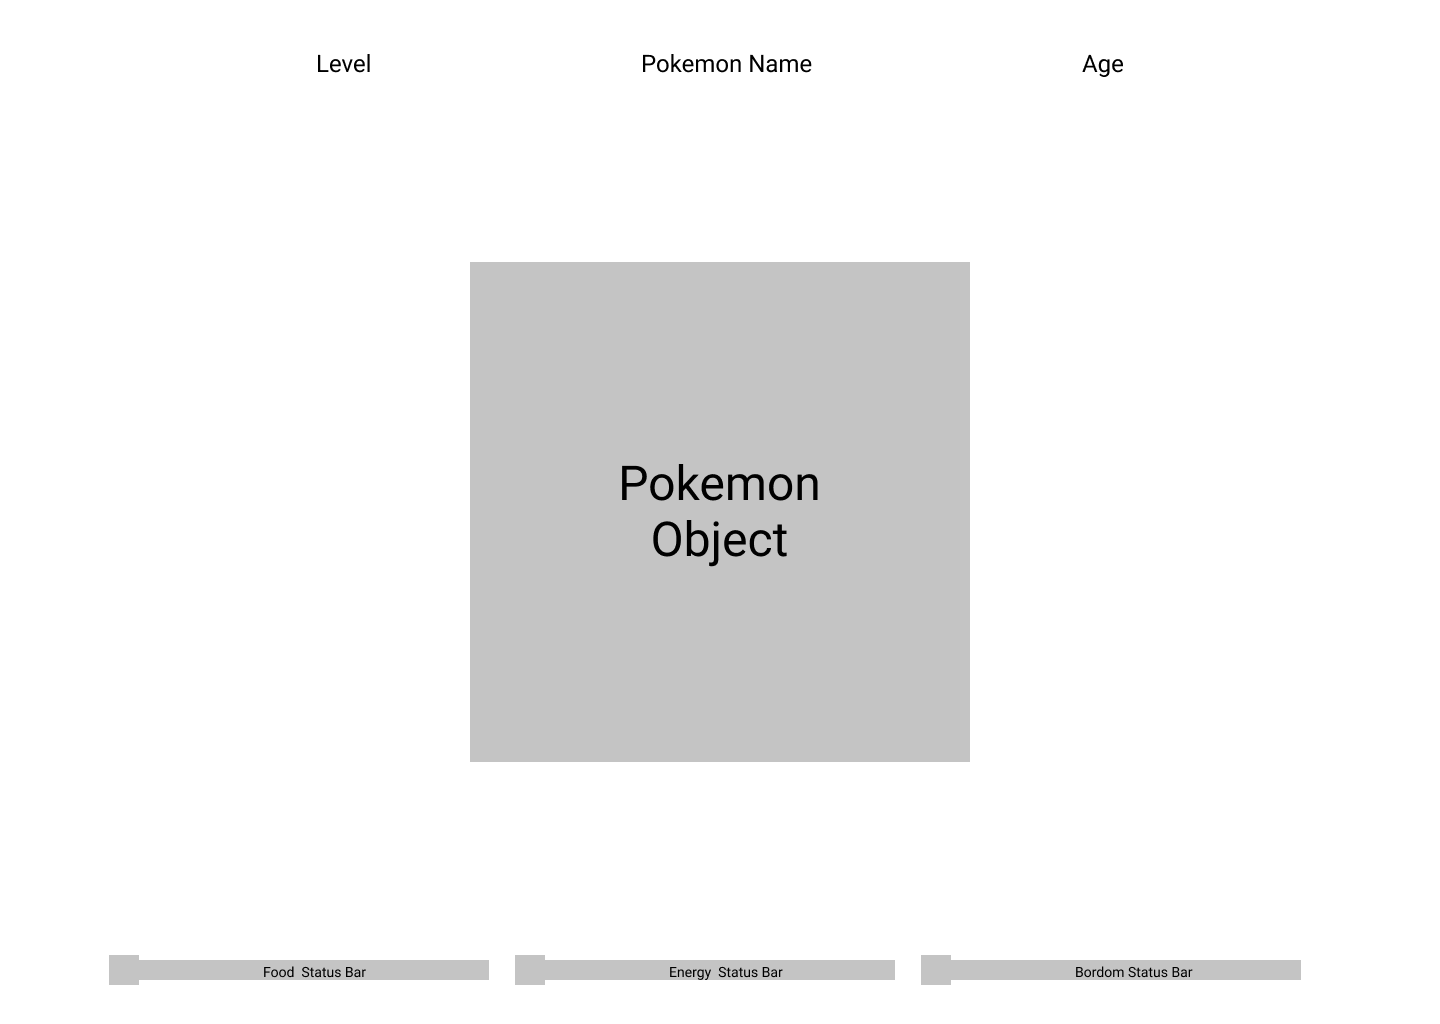 Level
Pokemon Name
Age
Pokemon
Object
Food  Status Bar
Energy  Status Bar
Bordom Status Bar